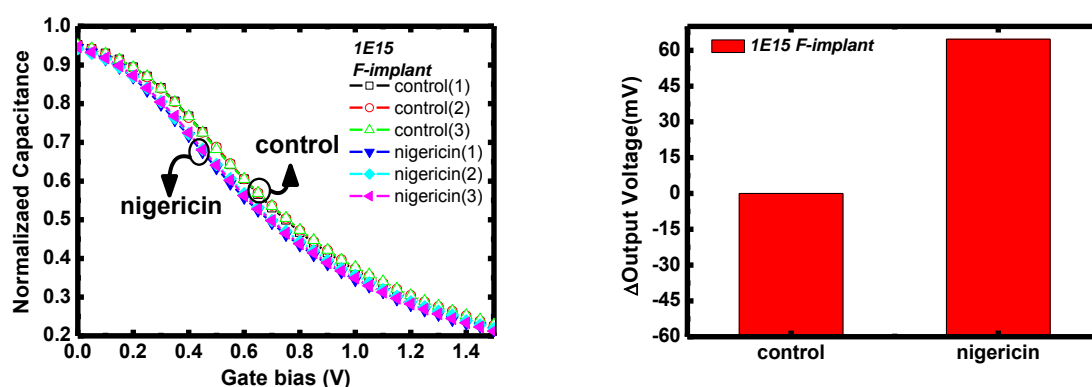 1.0
0.9
0.8
0.7
0.6
0.5
0.4
0.3
0.2
Normalized Capacitance
0.0 0.2 0.4 0.6 0.8 1.0 1.2 1.4
Gate bias (V)
1E15
F-implant
control(1)
control(2)
control(3)
nigericin(1)
nigericin(2)
nigericin(3)
control
nigericin
60
45
30
15
0
-15
-30
-45
-60
ΔOutput Voltage(mV)
1E15 F-implant
control nigericin